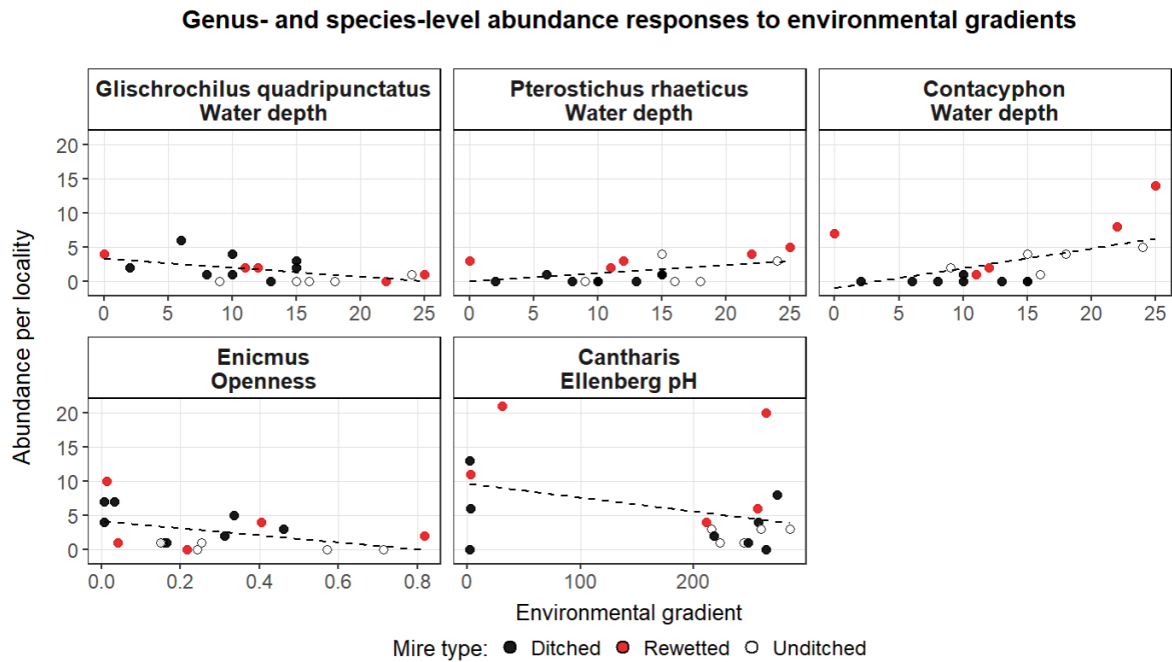 Genus- and species-level abundance responses to environmental gradients
Glischrochilus quadripunctatus
Water depth
Pterostichus rhaeticus
Water depth
Contacyphon
Water depth
20
15
10
5
0
0 5 10 15 20 25
0 5 10 15 20 25
0 5 10 15 20 25
Abundance per locality
Enicmus
Openness
Cantharis
Ellenberg pH
20
15
10
5
0
0.0 0.2 0.4 0.6 0.8
0 100 200
Environmental gradient
Mire type: Ditched Rewetted Unditched